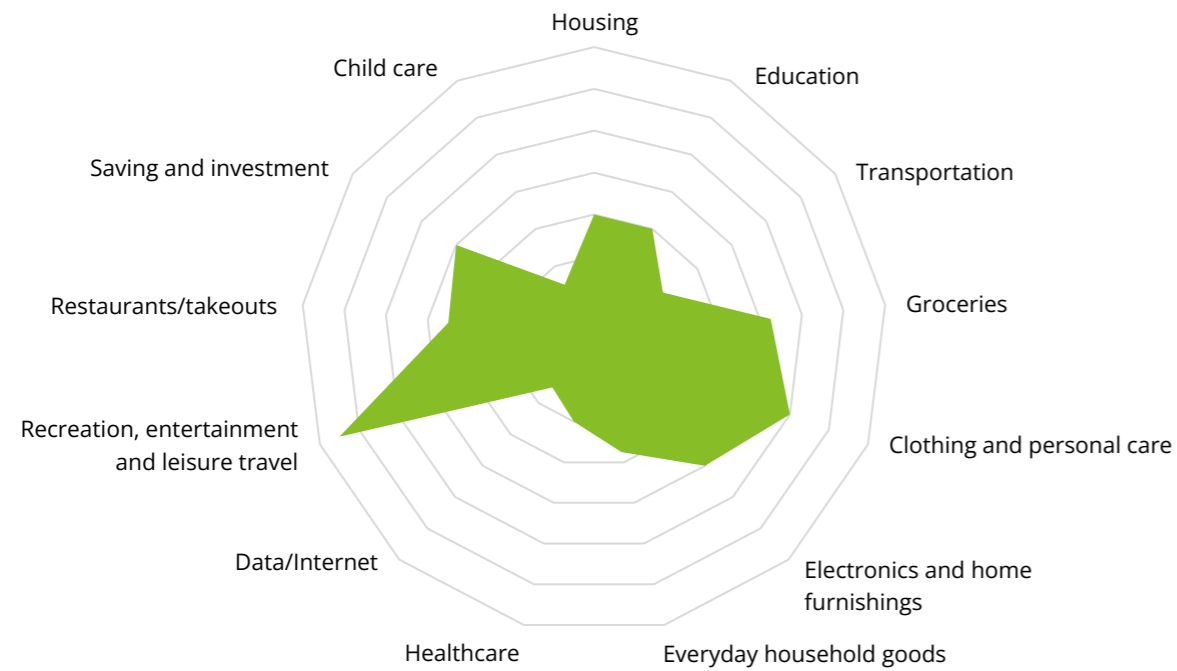 Housing
Education
Transportation
Groceries
Clothing and personal care
Electronics and home
furnishings
Everyday household goods
Healthcare
Data/Internet
Recreation, entertainment
and leisure travel
Restaurants/takeouts
Saving and investment
Child care